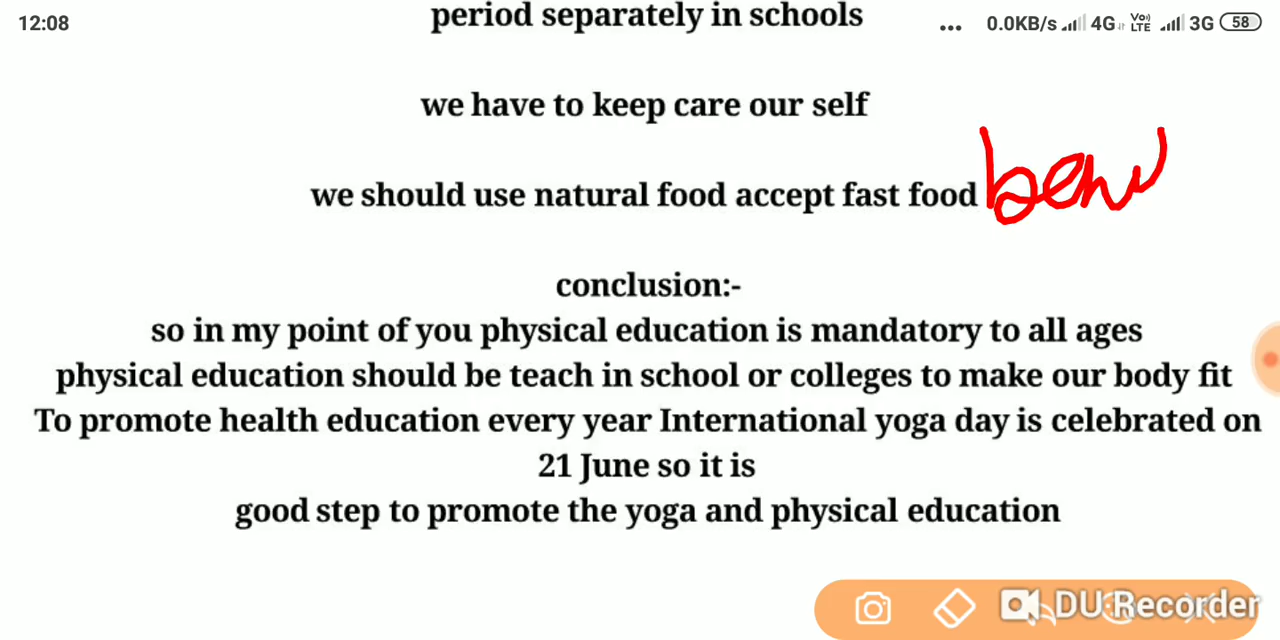 12:08 ... 0.0KB/s 4G Vo) LTE 3G 58
period separately in schools
we have to keep care our self
we should use natural food accept fast food
conclusion:-
so in my point of you physical education is mandatory to all ages
physical education should be teach in school or colleges to make our body fit
To promote health education every year International yoga day is celebrated on
21 June so it is
good step to promote the yoga and physical education
DU Recorder